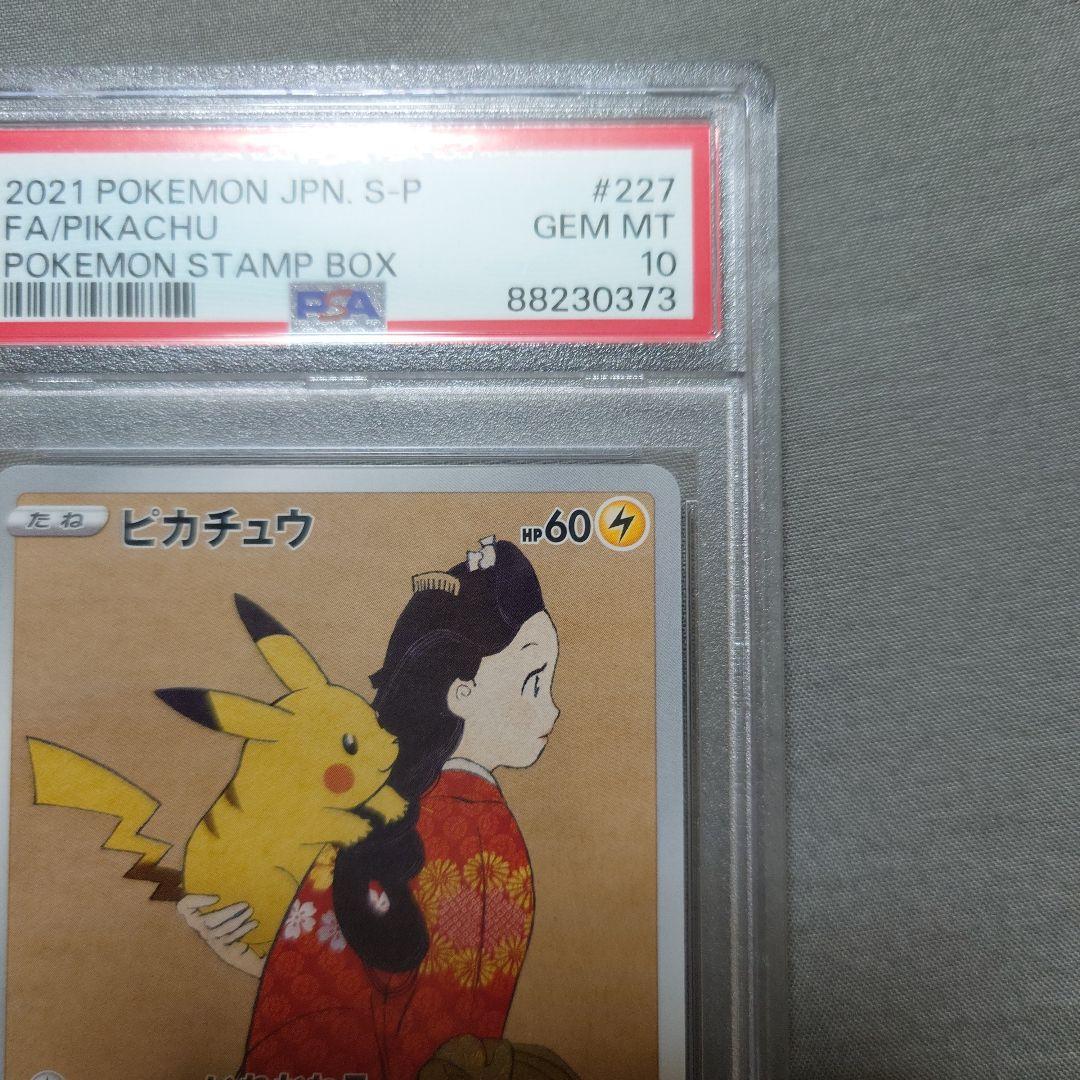 2021 POKEMON JPN. S-P #227
FA/PIKACHU GEM MT
POKEMON STAMP BOX 10
PSA 88230373
たね ピカチュウ HP60